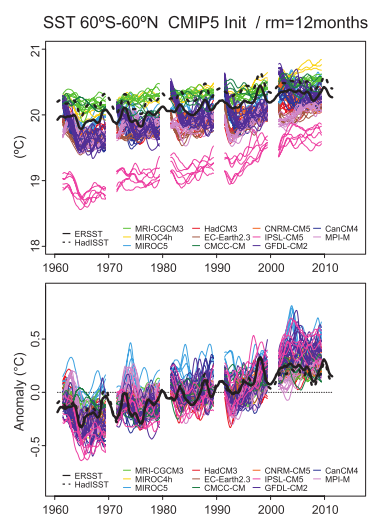 SST 60ºS-60ºN CMIP5 Init / rm=12months
21
20
19
18
(ºC)
ERSST
HadISST
MRI-CGCM3
MIROC4h
MIROC5
HadCM3
EC-Earth2.3
CMCC-CM
CNRM-CM5
IPSL-CM5
GFDL-CM2
CanCM4
MPI-M
1960 1970 1980 1990 2000 2010
Anomaly (°C)
0.5
0.0
-0.5
ERSST
HadISST
MRI-CGCM3
MIROC4h
MIROC5
HadCM3
EC-Earth2.3
CMCC-CM
CNRM-CM5
IPSL-CM5
GFDL-CM2
CanCM4
MPI-M
1960 1970 1980 1990 2000 2010